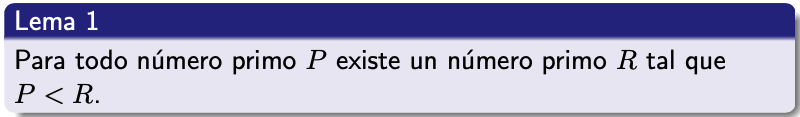 Lema 1
Para todo número primo P existe un número primo R tal que
P < R.